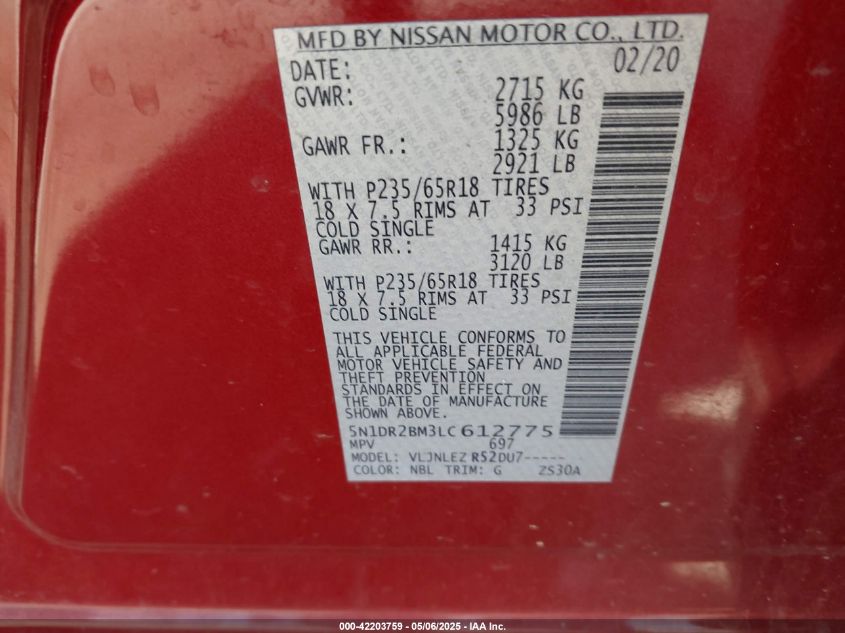 MFD BY NISSAN MOTOR CO., LTD.
DATE: 02/20
GVWR: 2715 KG
5986 LB
GAWR FR.: 1325 KG
2921 LB
WITH P235/65R18 TIRES
18 X 7.5 RIMS AT 33 PSI
COLD SINGLE
GAWR RR.: 1415 KG
3120 LB
WITH P235/65R18 TIRES
18 X 7.5 RIMS AT 33 PSI
COLD SINGLE
THIS VEHICLE CONFORMS TO
ALL APPLICABLE FEDERAL
MOTOR VEHICLE SAFETY AND
THEFT PREVENTION
STANDARDS IN EFFECT ON
THE DATE OF MANUFACTURE
SHOWN ABOVE.
5N1DR2BM3LC612775
MPV 697
MODEL: VLJNLEZ R52DU7-----
COLOR: NBL TRIM: G ZS30A
000-42203759 - 05/06/2025 - IAA Inc.